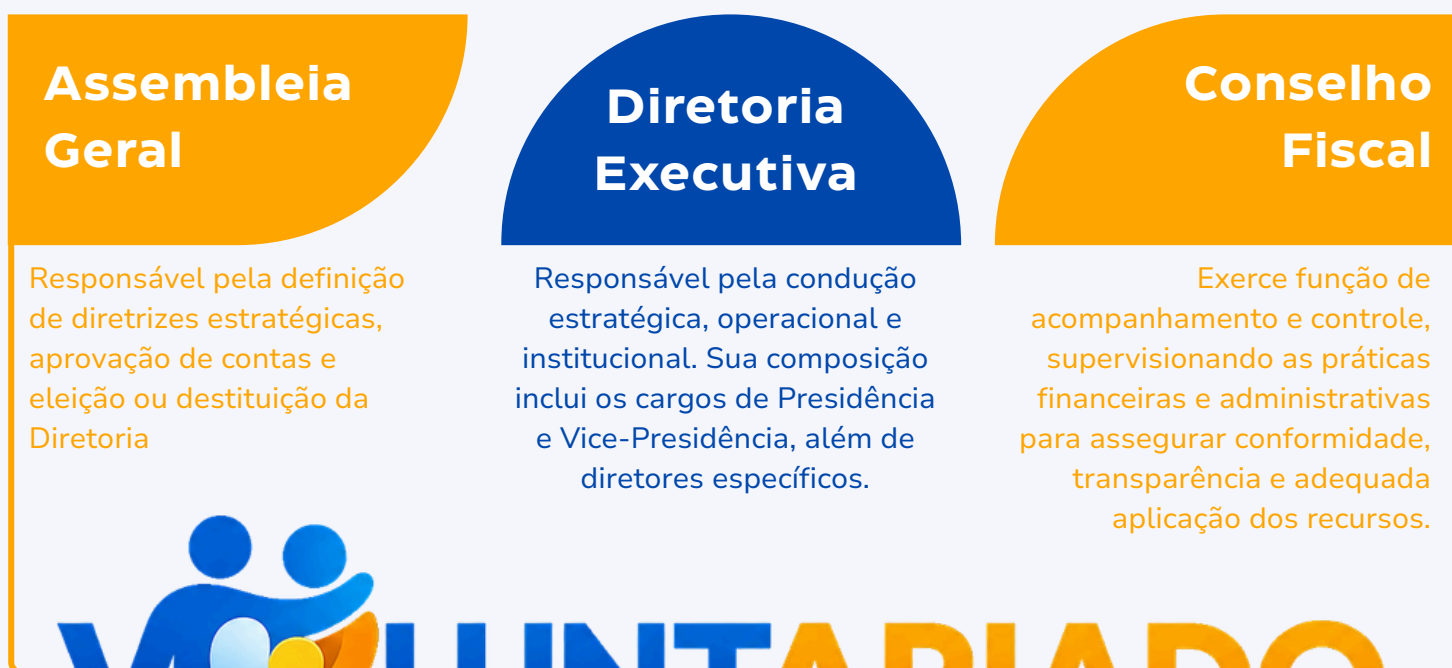 Assembleia
Geral
Responsável pela definição
de diretrizes estratégicas,
aprovação de contas e
eleição ou destituição da
Diretoria
Diretoria
Executiva
Responsável pela condução
estratégica, operacional e
institucional. Sua composição
inclui os cargos de Presidência
e Vice-Presidência, além de
diretores específicos.
Conselho
Fiscal
Exerce função de
acompanhamento e controle,
supervisionando as práticas
financeiras e administrativas
para assegurar conformidade,
transparência e adequada
aplicação dos recursos.
VOLUNTARIADO